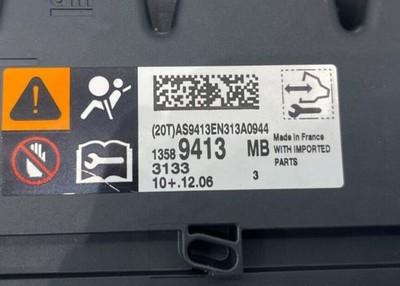 (20T)AS9413EN313A0944
1358 9413 MB
3133
10+.12.06 3
Made in France
WITH IMPORTED
PARTS